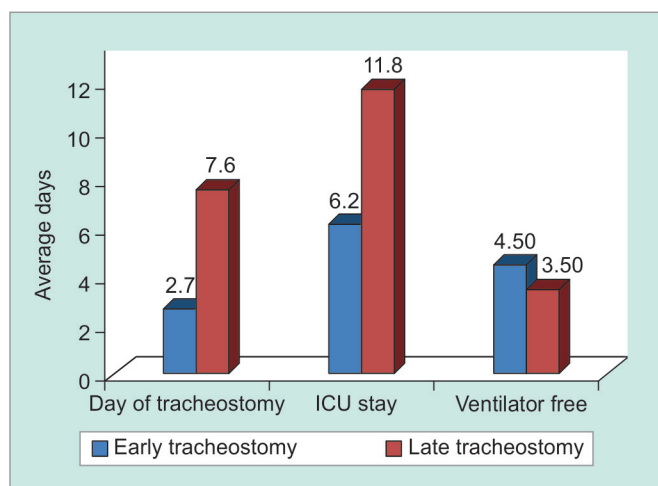 Average days
12
10
8
6
4
2
0
2.7
7.6
6.2
11.8
4.50
3.50
Day of tracheostomy
ICU stay
Ventilator free
Early tracheostomy
Late tracheostomy